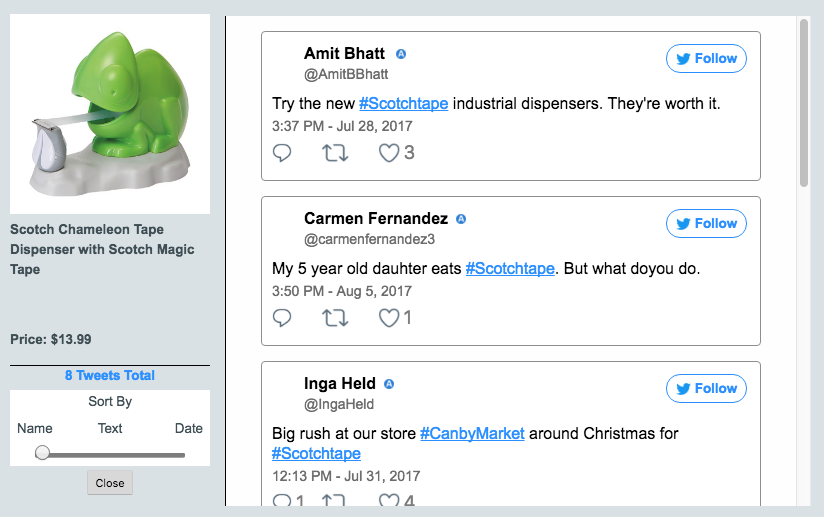 Scotch Chameleon Tape
Dispenser with Scotch Magic
Tape
Price: $13.99
8 Tweets Total
Sort By
Name Text Date
Close
Amit Bhatt A
@AmitBBhatt
Follow
Try the new #Scotchtape industrial dispensers. They're worth it.
3:37 PM - Jul 28, 2017
3
Carmen Fernandez A
@carmenfernandez3
Follow
My 5 year old dauhter eats #Scotchtape. But what doyou do.
3:50 PM - Aug 5, 2017
1
Inga Held A
@IngaHeld
Follow
Big rush at our store #CanbyMarket around Christmas for
#Scotchtape
12:13 PM - Jul 31, 2017
1 4